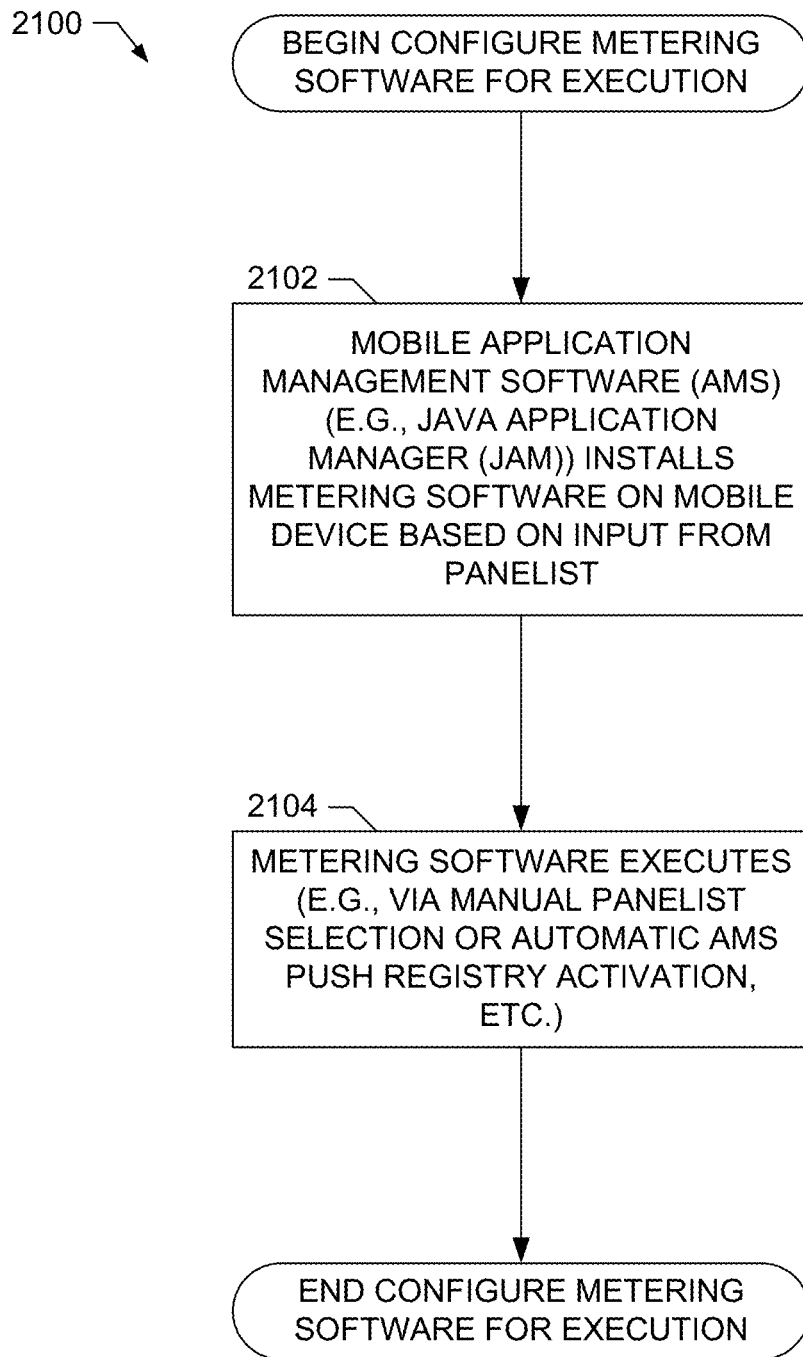 2100
BEGIN CONFIGURE METERING
SOFTWARE FOR EXECUTION
2102
MOBILE APPLICATION
MANAGEMENT SOFTWARE (AMS)
(E.G., JAVA APPLICATION
MANAGER (JAM)) INSTALLS
METERING SOFTWARE ON MOBILE
DEVICE BASED ON INPUT FROM
PANELIST
2104
METERING SOFTWARE EXECUTES
(E.G., VIA MANUAL PANELIST
SELECTION OR AUTOMATIC AMS
PUSH REGISTRY ACTIVATION,
ETC.)
END CONFIGURE METERING
SOFTWARE FOR EXECUTION